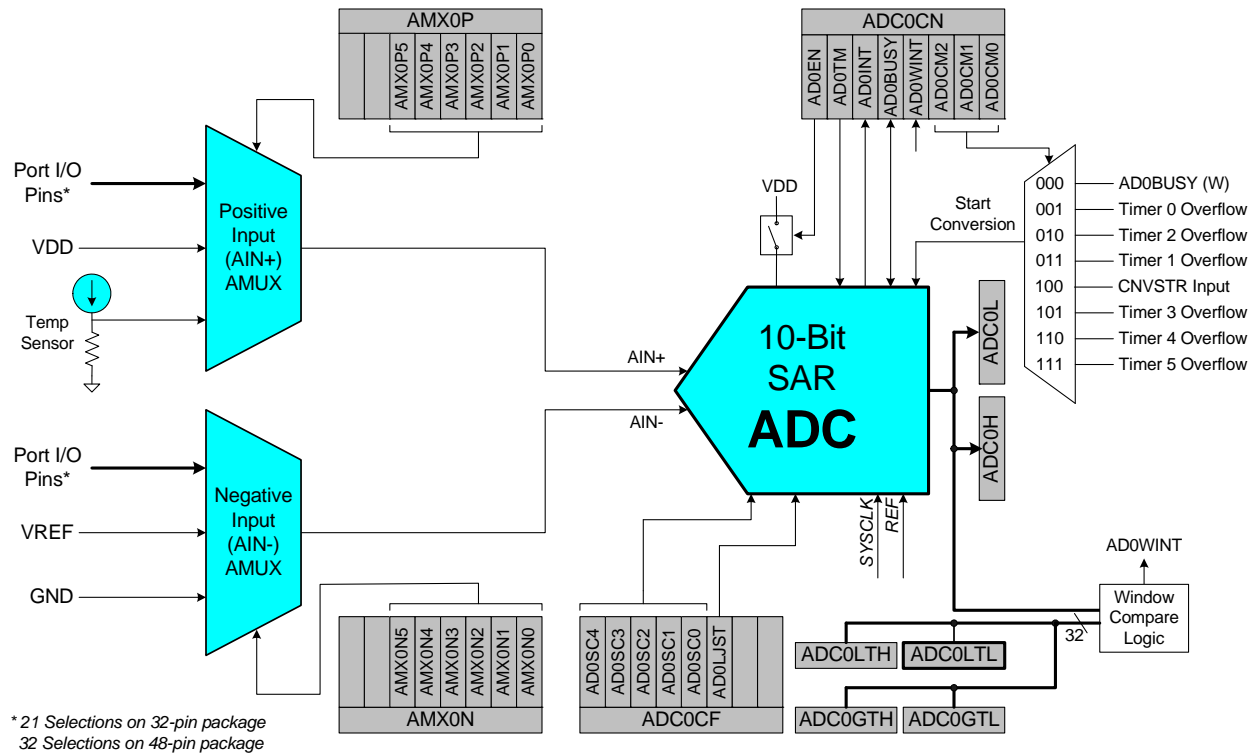 AMX0P
AMX0P5
AMX0P4
AMX0P3
AMX0P2
AMX0P1
AMX0P0
ADC0CN
AD0EN
AD0TM
AD0INT
AD0BUSY
AD0WINT
AD0CM2
AD0CM1
AD0CM0
Port I/O
Pins*
VDD
Temp
Sensor
Positive
Input
(AIN+)
AMUX
VDD
Start
Conversion
000
AD0BUSY (W)
001
Timer 0 Overflow
010
Timer 2 Overflow
011
Timer 1 Overflow
100
CNVSTR Input
101
Timer 3 Overflow
110
Timer 4 Overflow
111
Timer 5 Overflow
AIN+
AIN-
10-Bit
SAR
ADC
ADC0L
ADC0H
Port I/O
Pins*
VREF
GND
Negative
Input
(AIN-)
AMUX
SYSCLK
REF
AD0WINT
Window
Compare
Logic
32
AMX0N5
AMX0N4
AMX0N3
AMX0N2
AMX0N1
AMX0N0
AMX0N
AD0SC4
AD0SC3
AD0SC2
AD0SC1
AD0SC0
AD0LJST
ADC0CF
ADC0LTH
ADC0LTL
ADC0GTH
ADC0GTL
* 21 Selections on 32-pin package
32 Selections on 48-pin package